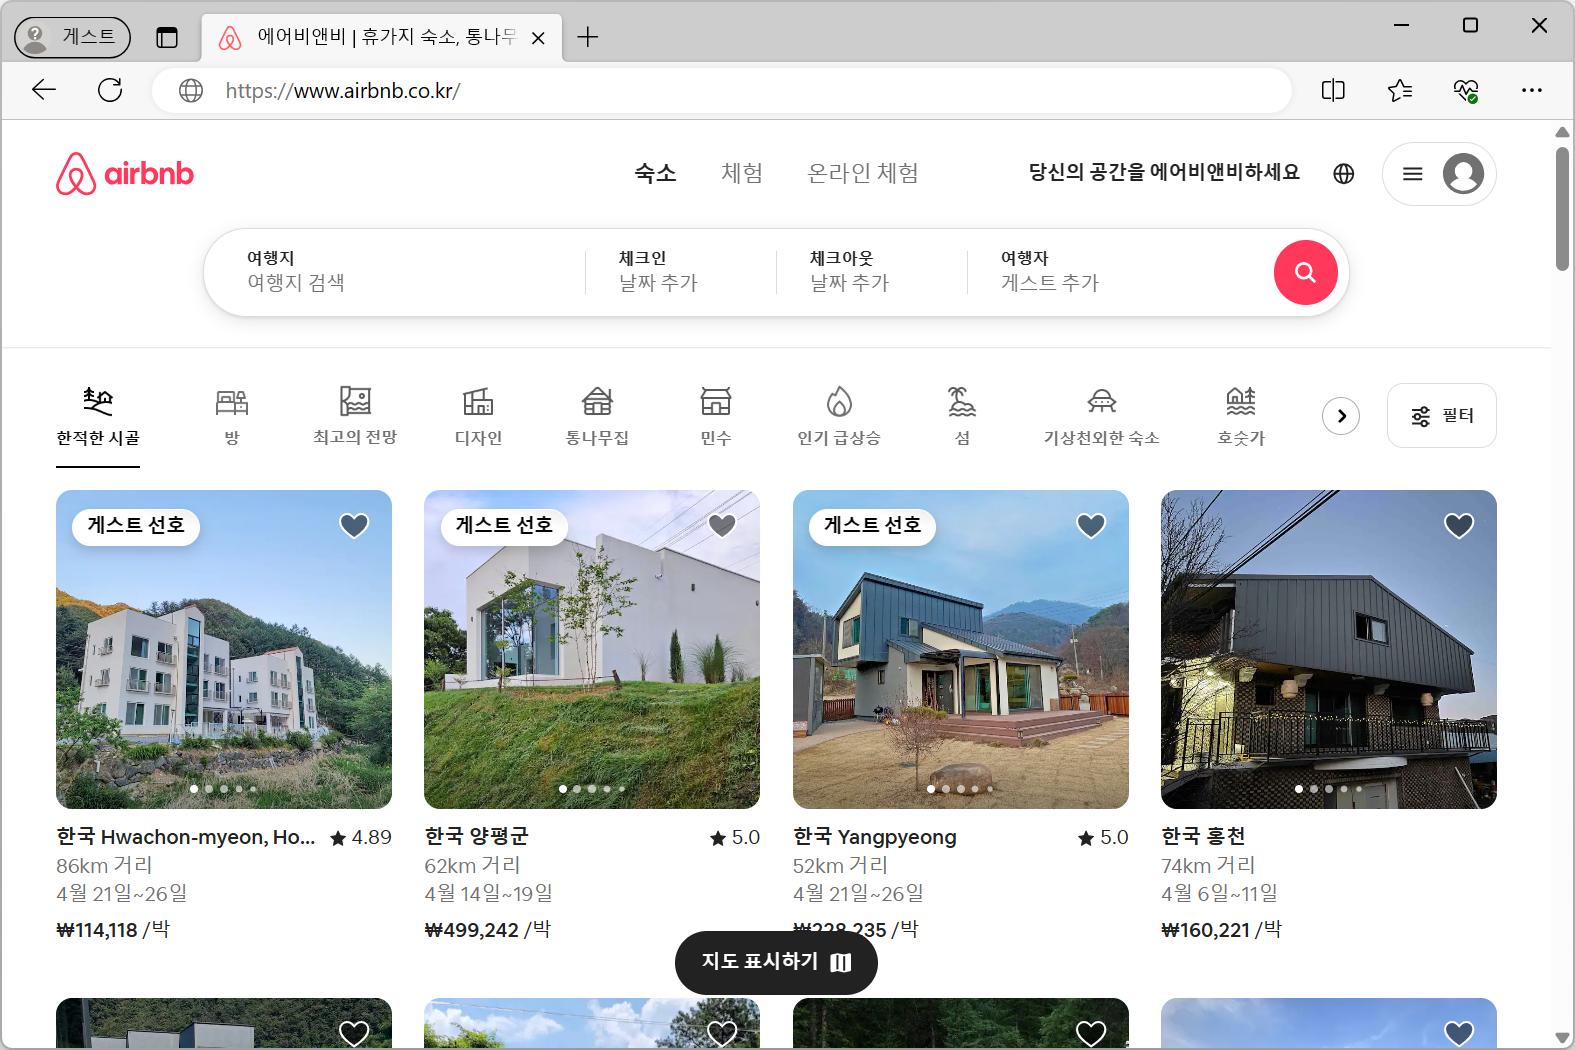 게스트
에어비앤비 | 휴가지 숙소, 통나무
https://www.airbnb.co.kr/
airbnb
숙소
체험
온라인 체험
당신의 공간을 에어비앤비하세요
여행지
여행지 검색
체크인
날짜 추가
체크아웃
날짜 추가
여행자
게스트 추가
한적한 시골
방
최고의 전망
디자인
통나무집
민수
인기 급상승
섬
기상천외한 숙소
호숫가
필터
게스트 선호
게스트 선호
게스트 선호
한국 Hwachon-myeon, Ho... ★ 4.89
86km 거리
4월 21일~26일
₩114,118 /박
한국 양평군 ★ 5.0
62km 거리
4월 14일~19일
₩499,242 /박
한국 Yangpyeong ★ 5.0
52km 거리
4월 21일~26일
₩228,235 /박
한국 홍천
74km 거리
4월 6일~11일
₩160,221 /박
지도 표시하기